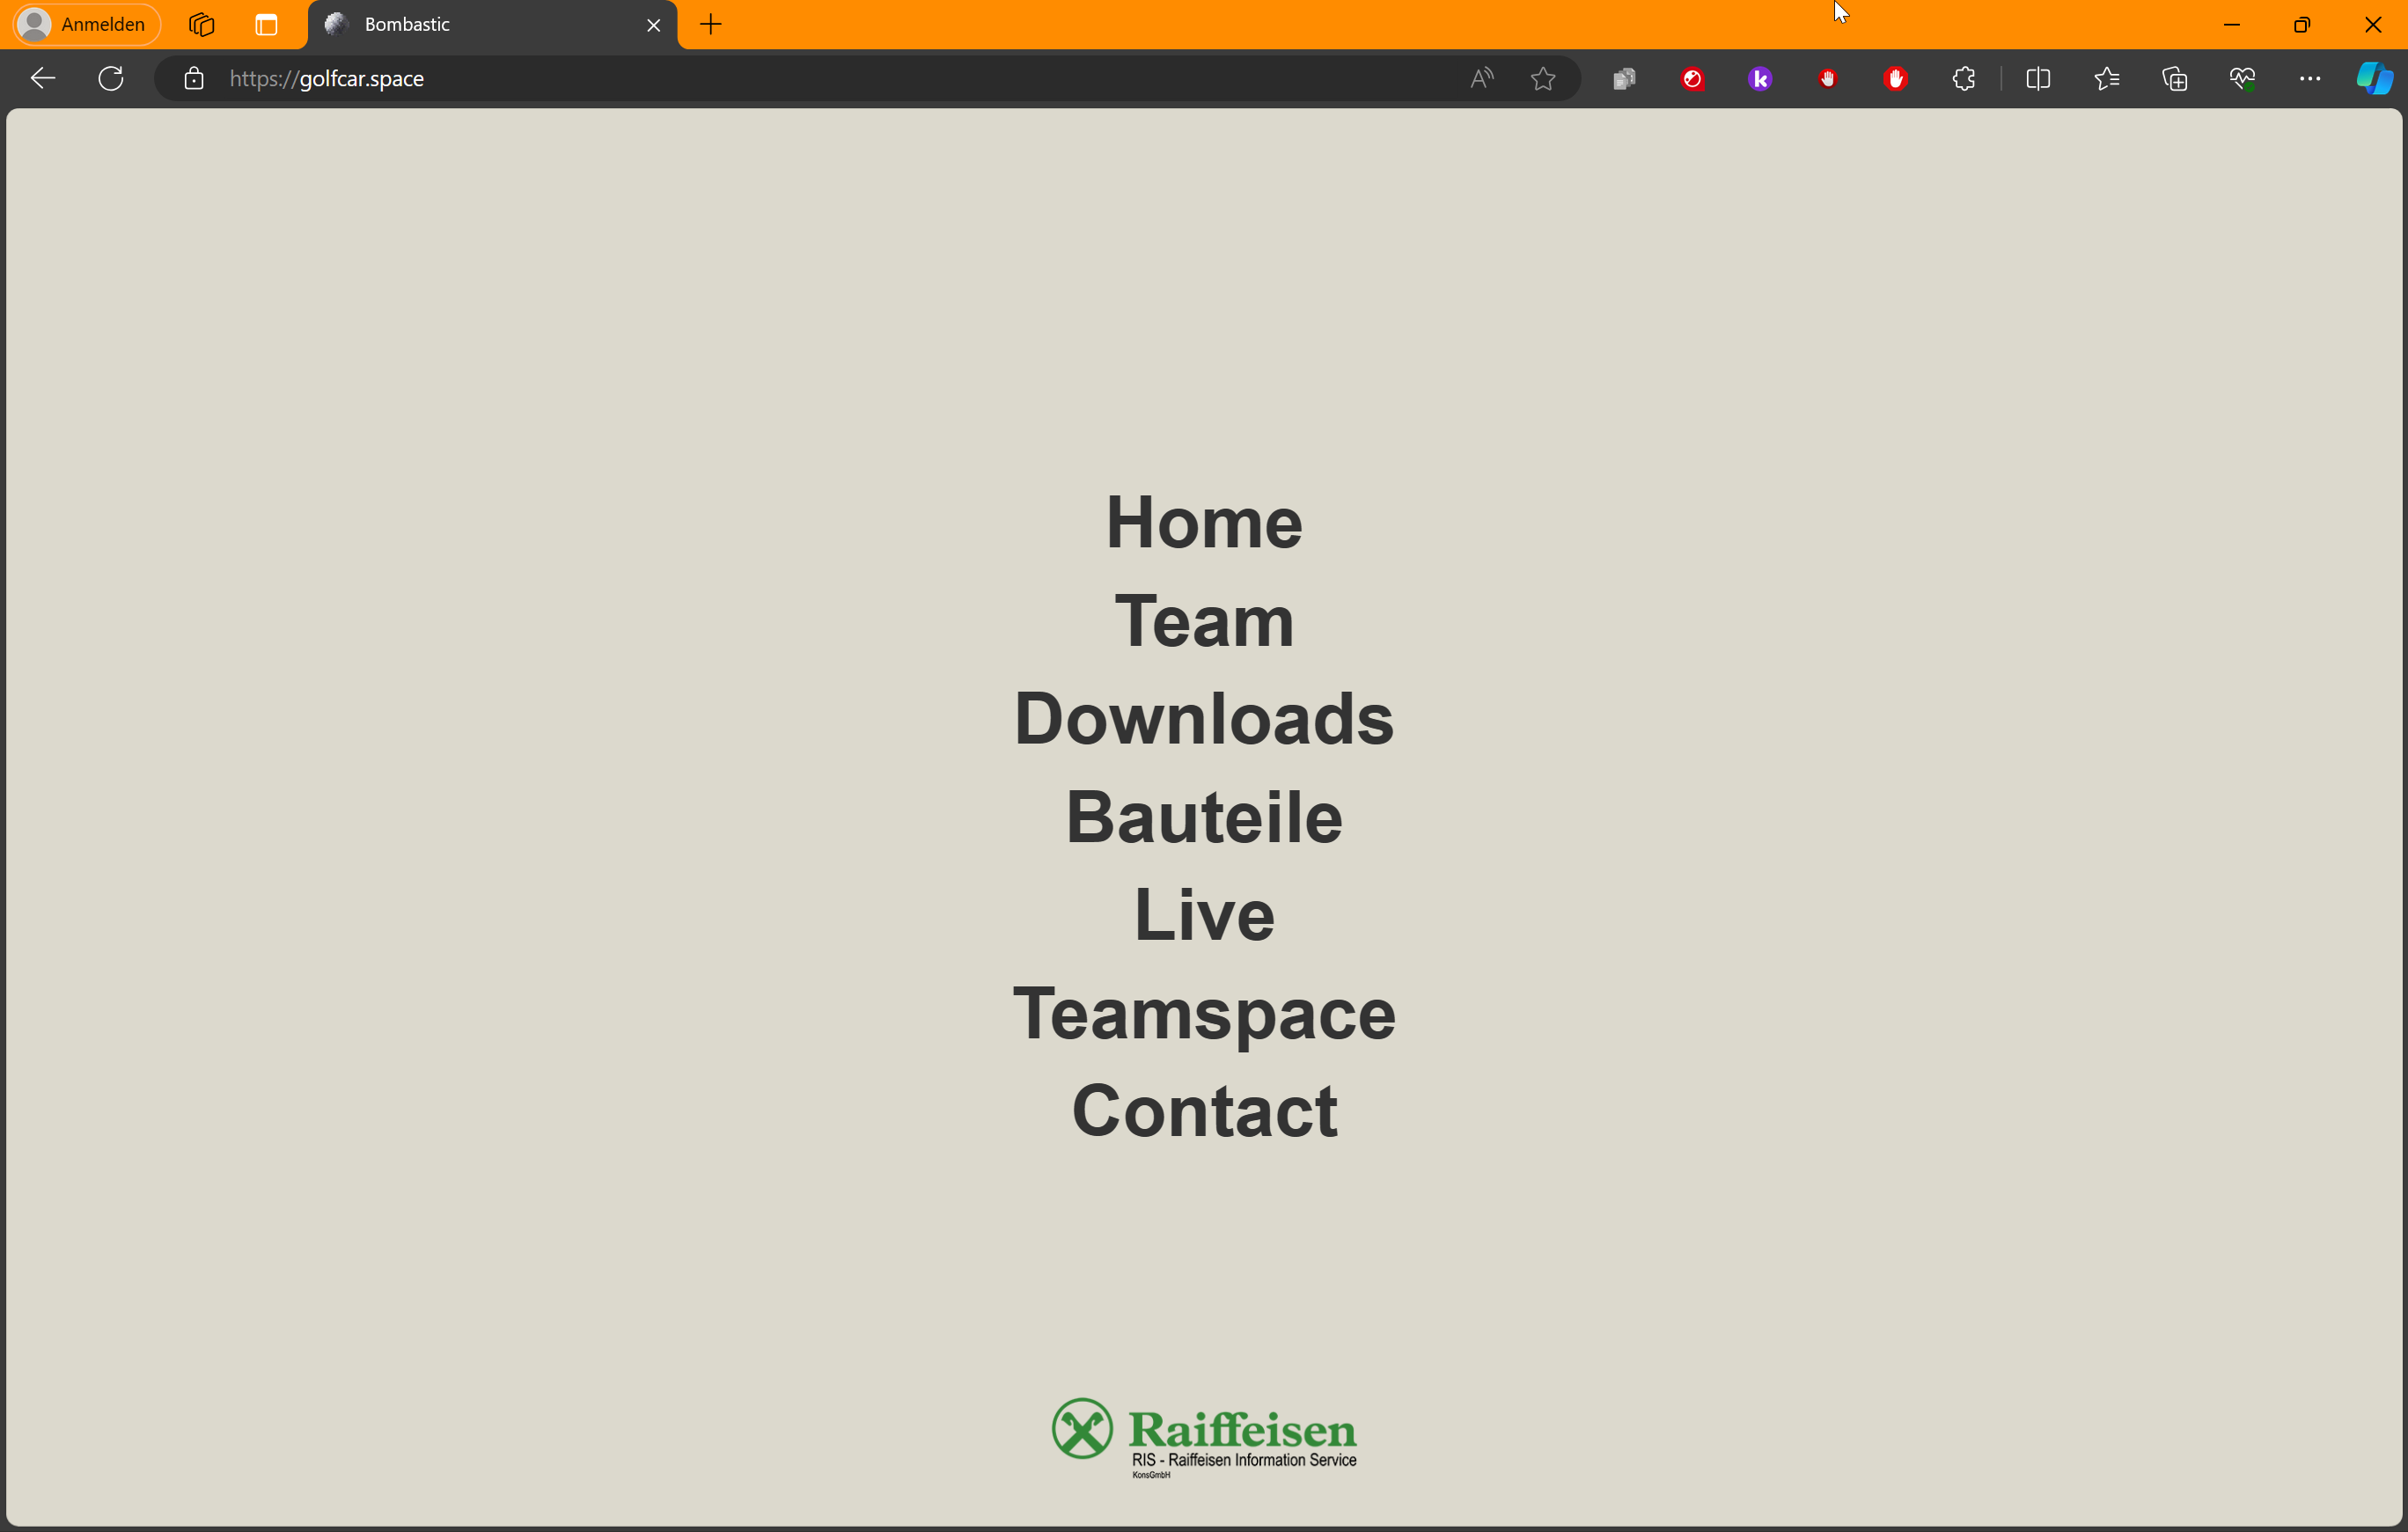 Anmelden
Bombastic
https://golfcar.space
Home
Team
Downloads
Bauteile
Live
Teamspace
Contact
Raiffeisen
RIS - Raiffeisen Information Service
KonsGmbH